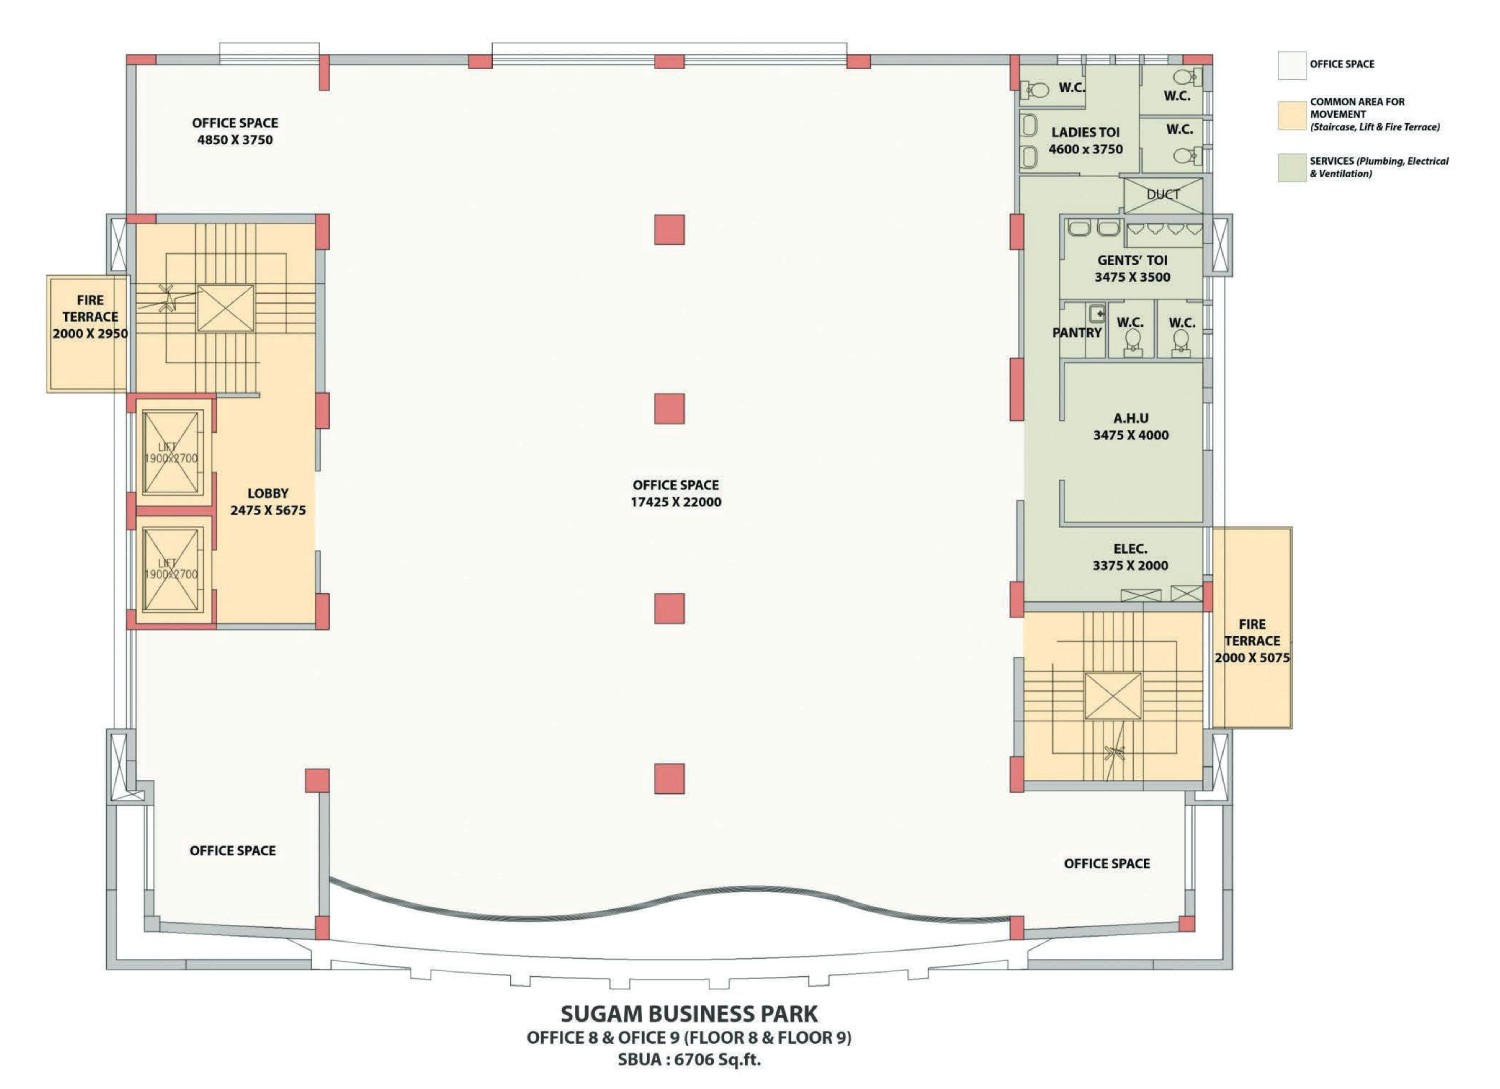 OFFICE SPACE
4850 X 3750
W.C.
W.C.
LADIES TOI
4600 x 3750
W.C.
DUCT
GENTS' TOI
3475 X 3500
PANTRY
W.C.
W.C.
FIRE
TERRACE
2000 X 2950
LIFT
1900x2700
LOBBY
2475 X 5675
LIFT
1900x2700
OFFICE SPACE
17425 X 22000
A.H.U
3475 X 4000
ELEC.
3375 X 2000
FIRE
TERRACE
2000 X 5075
OFFICE SPACE
OFFICE SPACE
OFFICE SPACE
COMMON AREA FOR
MOVEMENT
(Staircase, Lift & Fire Terrace)
SERVICES (Plumbing, Electrical
& Ventilation)
SUGAM BUSINESS PARK
OFFICE 8 & OFICE 9 (FLOOR 8 & FLOOR 9)
SBUA : 6706 Sq.ft.